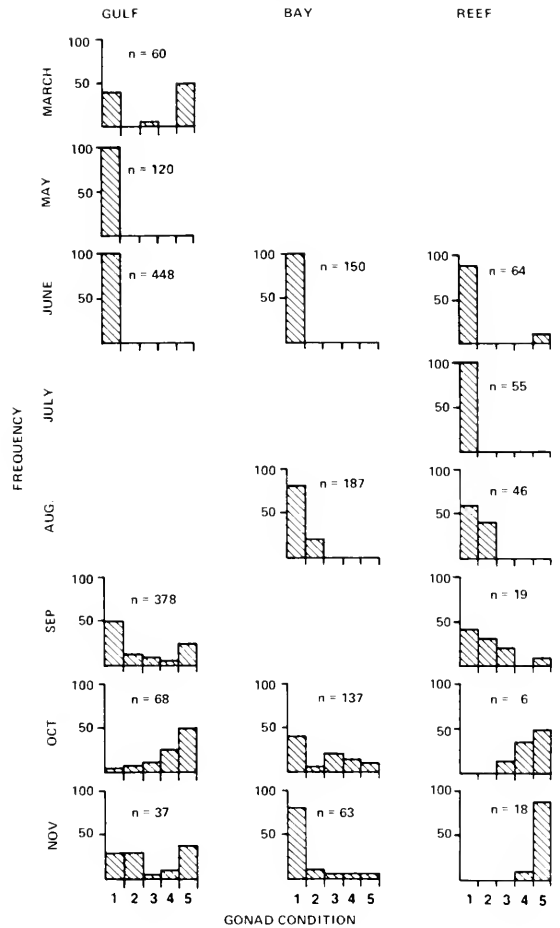 GULF BAY REEF
n = 60
100
50
MARCH
n = 120
100
50
MAY
n = 448
100
50
JUNE
n = 150
100
50
n = 64
100
50
JULY
n = 55
100
50
FREQUENCY
AUG.
n = 187
100
50
n = 46
100
50
SEP
n = 378
100
50
n = 19
100
50
OCT
n = 68
100
50
n = 137
100
50
n = 6
100
50
NOV
n = 37
100
50
n = 63
100
50
n = 18
100
50
1 2 3 4 5 1 2 3 4 5 1 2 3 4 5
GONAD CONDITION